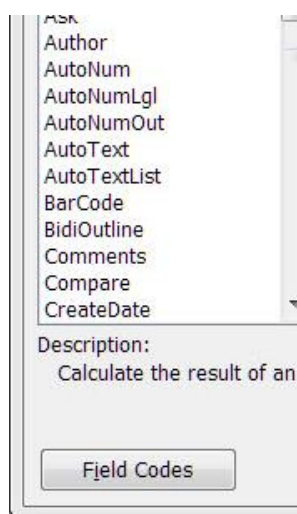 Ask
Author
AutoNum
AutoNumLgl
AutoNumOut
AutoText
AutoTextList
BarCode
BidiOutline
Comments
Compare
CreateDate
Description:
Calculate the result of an
Field Codes